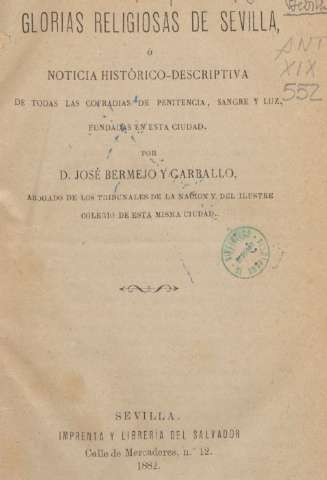 GLORIAS RELIGIOSAS DE SEVILLA,
Ó
NOTICIA HISTÓRICO-DESCRIPTIVA
DE TODAS LAS COFRADIAS DE PENITENCIA, SANGRE Y LUZ,
FUNDADAS EN ESTA CIUDAD.
POR
D. JOSÉ BERMEJO Y CARBALLO,
ABOGADO DE LOS TRIBUNALES DE LA NACION Y DEL ILUSTRE
COLEGIO DE ESTA MISMA CIUDAD.
ANT
XIX
552
SEVILLA.
IMPRENTA Y LIBRERÍA DEL SALVADOR
Calle de Mercaderes, n.º 12.
1882.